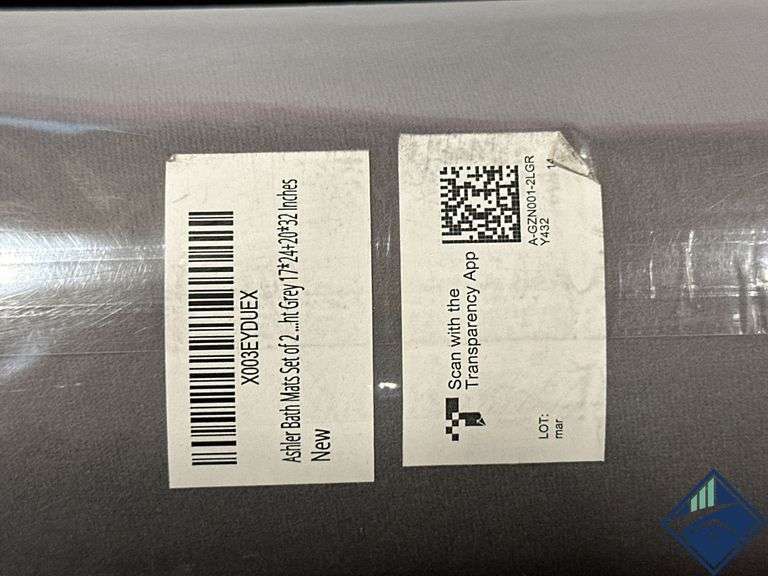 X003EYDUEX
Ashler Bath Mats Set of 2 ...ht Grey 17*24+20*32 Inches
New
Scan with the
Transparency App
A-GZN001-2LGR
Y432
14
LOT:
mar